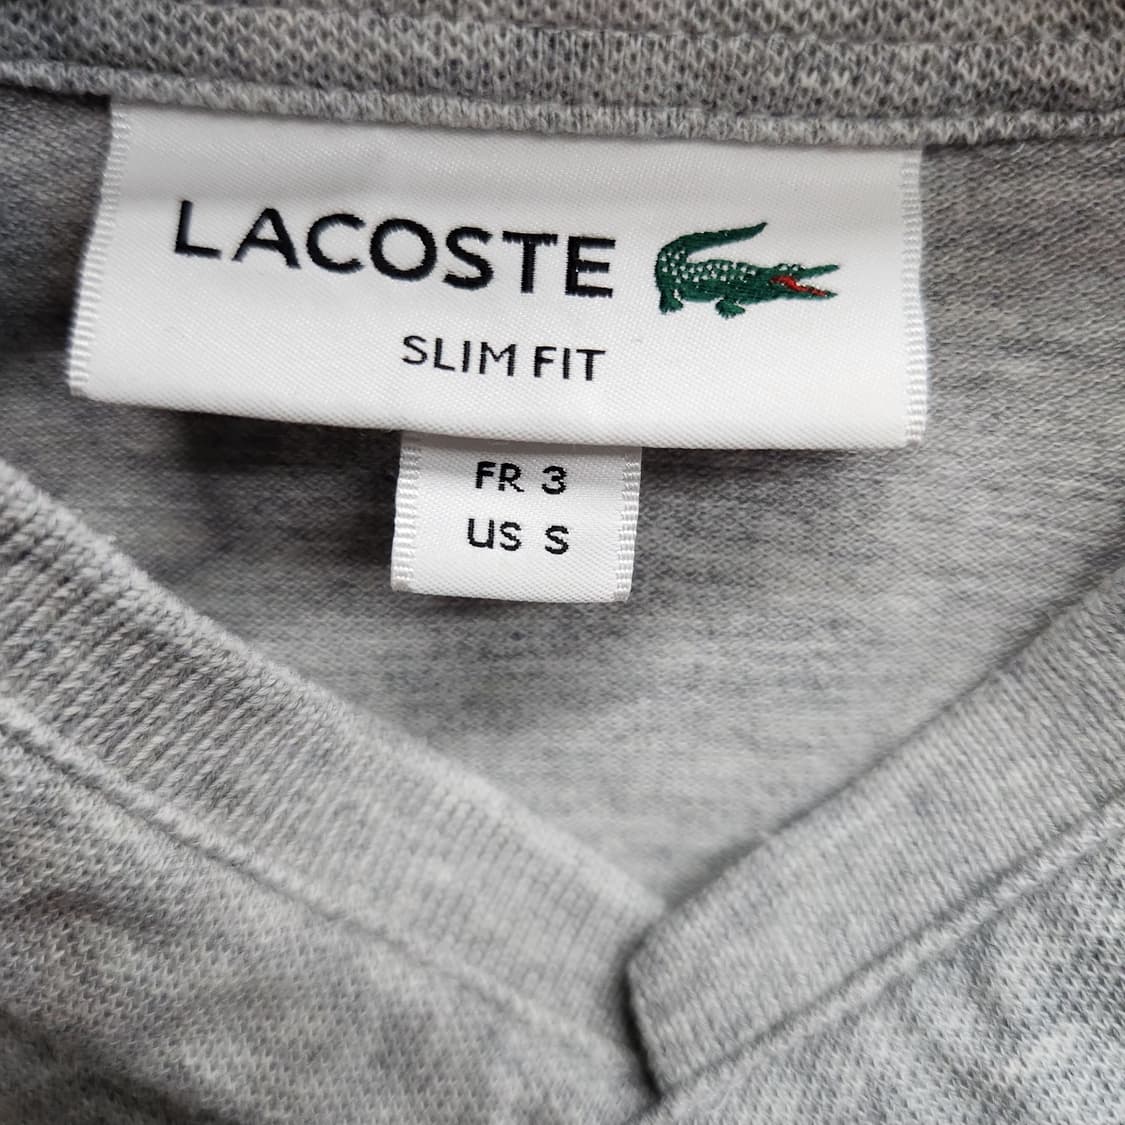 LACOSTE
SLIM FIT
FR 3
US S